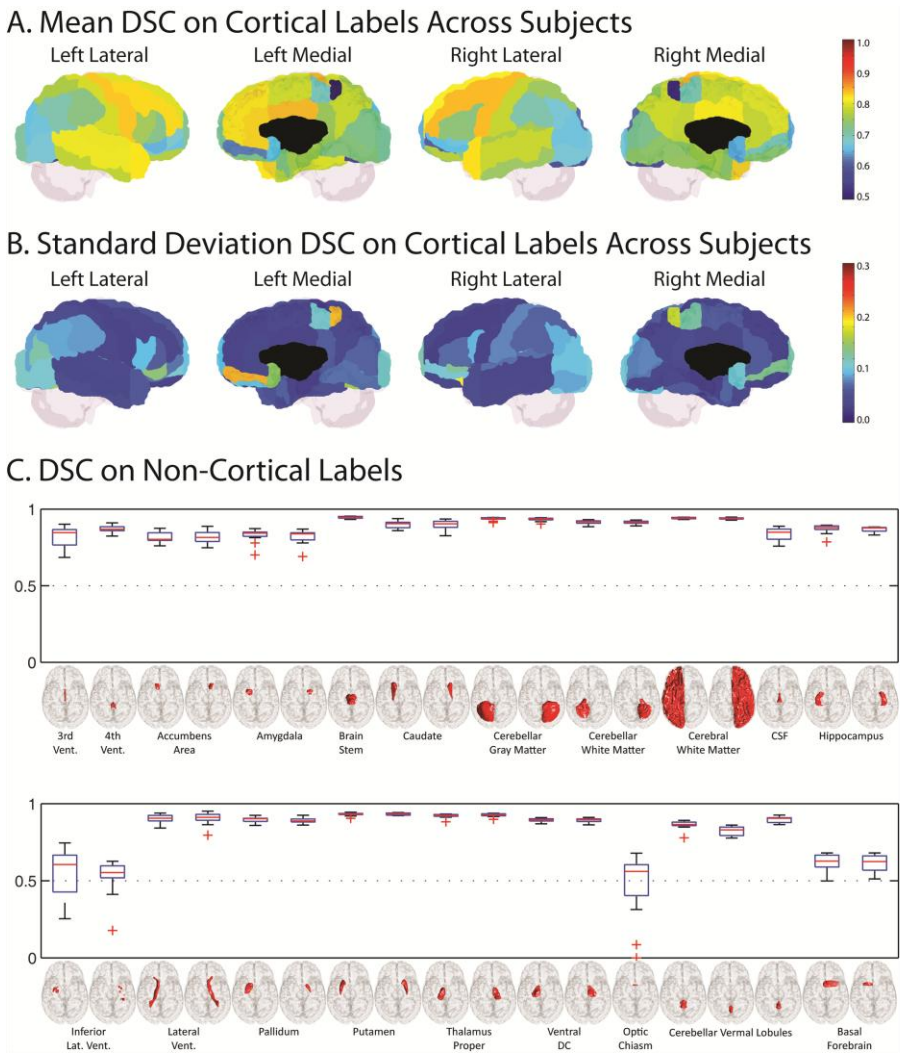 A. Mean DSC on Cortical Labels Across Subjects
Left Lateral Left Medial Right Lateral Right Medial
1.0
0.9
0.8
0.7
0.6
0.5
B. Standard Deviation DSC on Cortical Labels Across Subjects
Left Lateral Left Medial Right Lateral Right Medial
0.3
0.2
0.1
0.0
C. DSC on Non-Cortical Labels
1
0.5
0
3rd Vent.
4th Vent.
Accumbens Area
Amygdala
Brain Stem
Caudate
Cerebellar Gray Matter
Cerebellar White Matter
Cerebral White Matter
CSF
Hippocampus
1
0.5
0
Inferior Lat. Vent.
Lateral Vent.
Pallidum
Putamen
Thalamus Proper
Ventral DC
Optic Chiasm
Cerebellar Vermal Lobules
Basal Forebrain